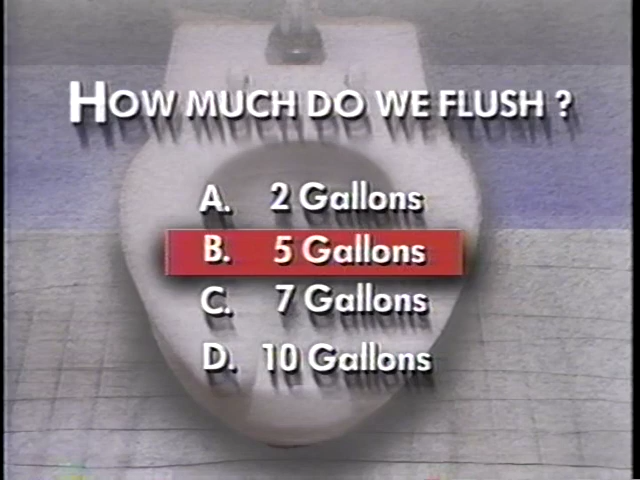 HOW MUCH DO WE FLUSH ?
A. 2 Gallons
B. 5 Gallons
C. 7 Gallons
D. 10 Gallons